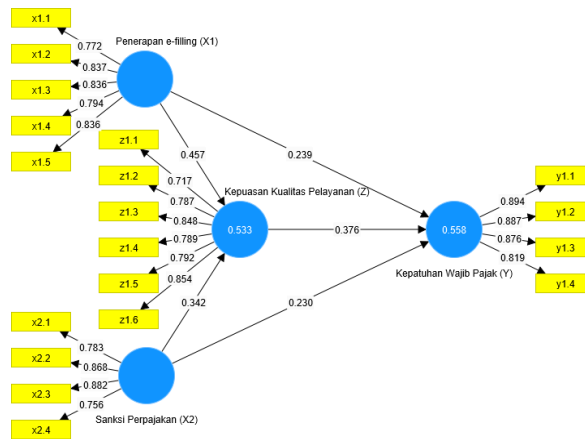 x1.1
x1.2
x1.3
x1.4
x1.5
0.772
0.837
0.836
0.794
0.836
Penerapan e-filling (X1)
0.457
0.239
z1.1
z1.2
z1.3
z1.4
z1.5
z1.6
0.717
0.787
0.848
0.789
0.792
0.854
Kepuasan Kualitas Pelayanan (Z)
0.533
0.376
0.558
Kepatuhan Wajib Pajak (Y)
0.894
0.887
0.876
0.819
y1.1
y1.2
y1.3
y1.4
0.342
0.230
x2.1
x2.2
x2.3
x2.4
0.783
0.868
0.882
0.756
Sanksi Perpajakan (X2)